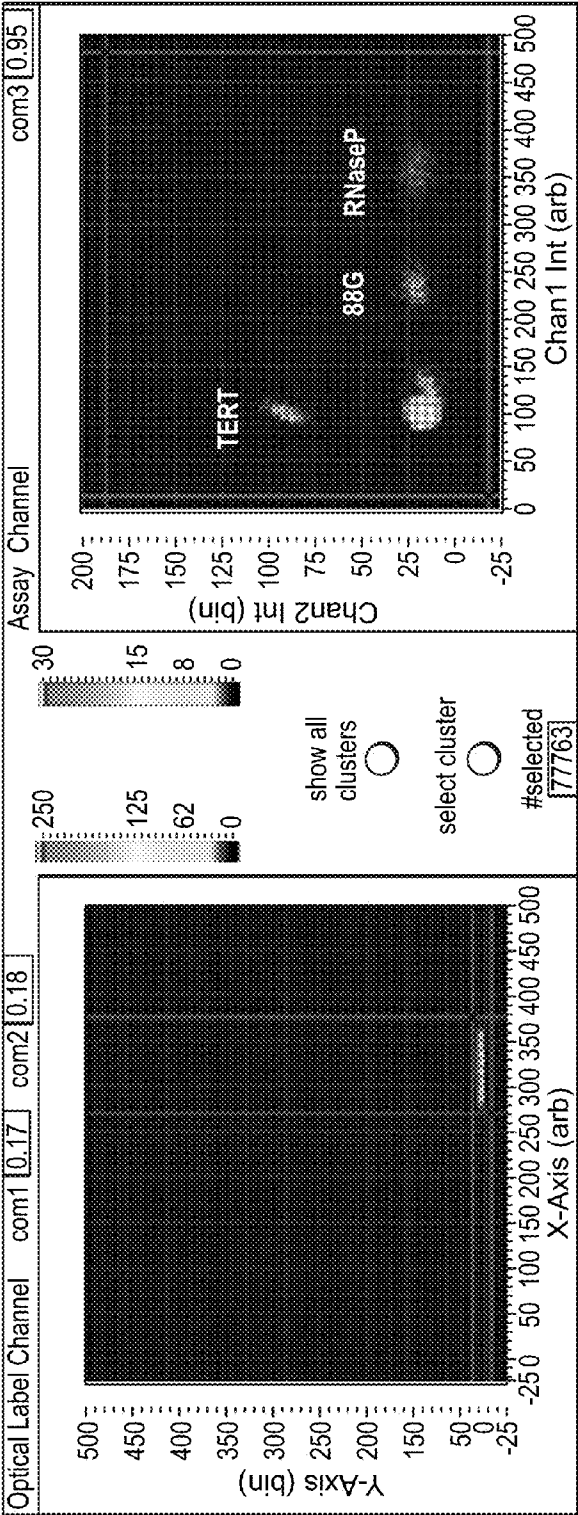 Optical Label Channel com1 0.17 com2 0.18
500
450
400
350
300
250
200
150
100
50
0
-25
Y-Axis (bin)
-25 0 50 100 150 200 250 300 350 400 450 500
X-Axis (arb)
250
125
62
0
30
15
8
0
show all
clusters
select cluster
#selected
77763
Assay Channel com3 0.95
200
175
150
125
100
75
50
25
0
-25
Chan2 Int (bin)
TERT
88G
RNaseP
0 50 100 150 200 250 300 350 400 450 500
Chan1 Int (arb)